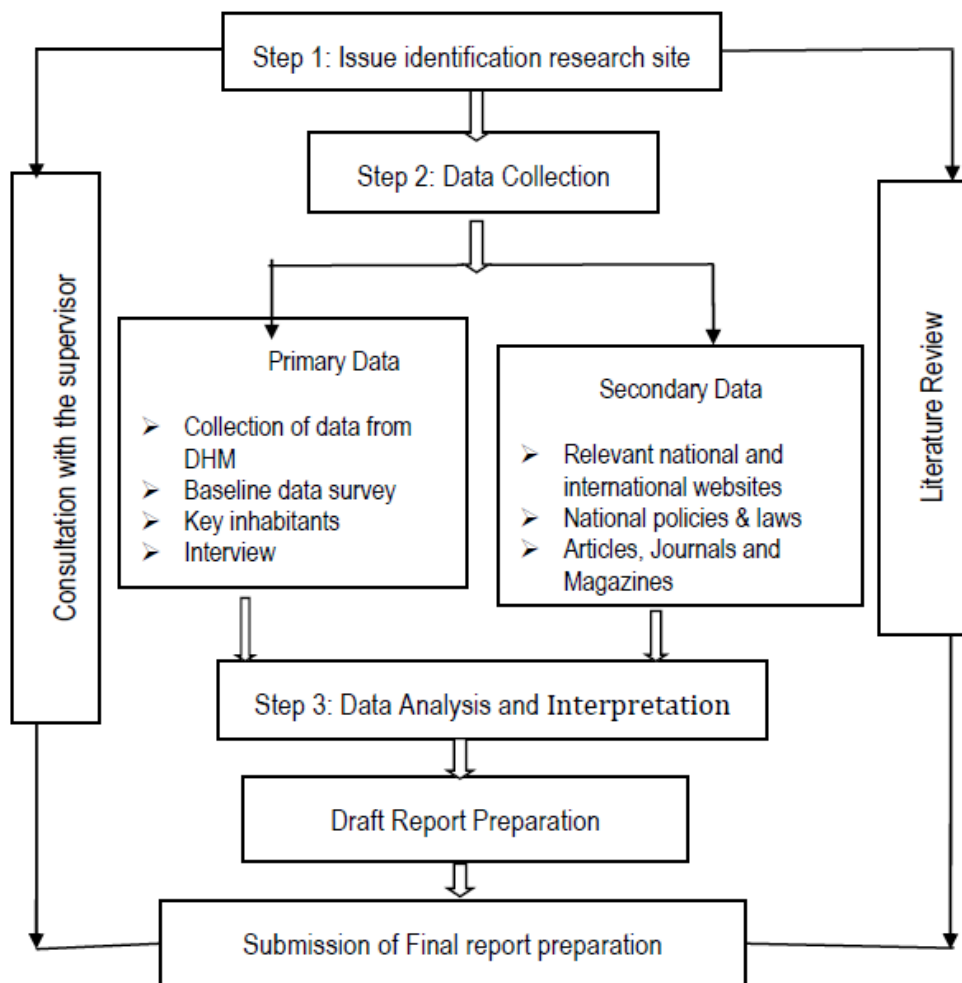 Step 1: Issue identification research site
Step 2: Data Collection
Consultation with the supervisor
Primary Data
➤ Collection of data from
DHM
➤ Baseline data survey
➤ Key inhabitants
➤ Interview
Secondary Data
➤ Relevant national and
international websites
➤ National policies & laws
➤ Articles, Journals and
Magazines
Literature Review
Step 3: Data Analysis and Interpretation
Draft Report Preparation
Submission of Final report preparation